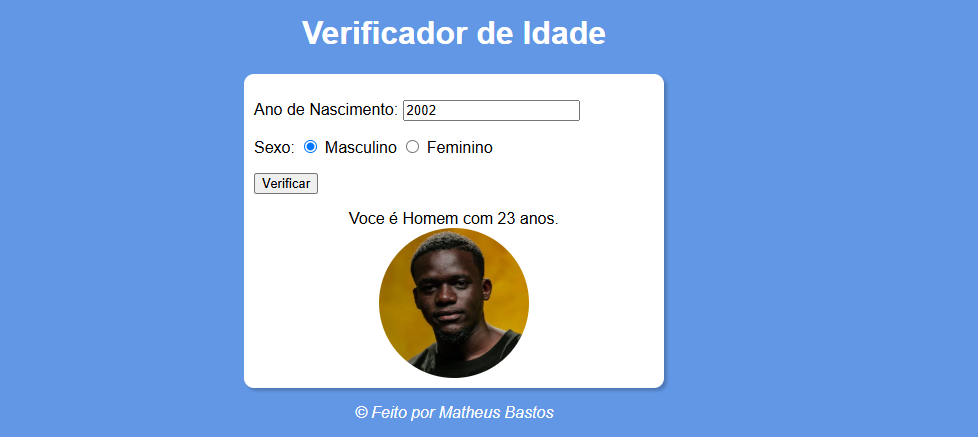 Verificador de Idade
Ano de Nascimento: 2002
Sexo: Masculino Feminino
Verificar
Voce é Homem com 23 anos.
© Feito por Matheus Bastos